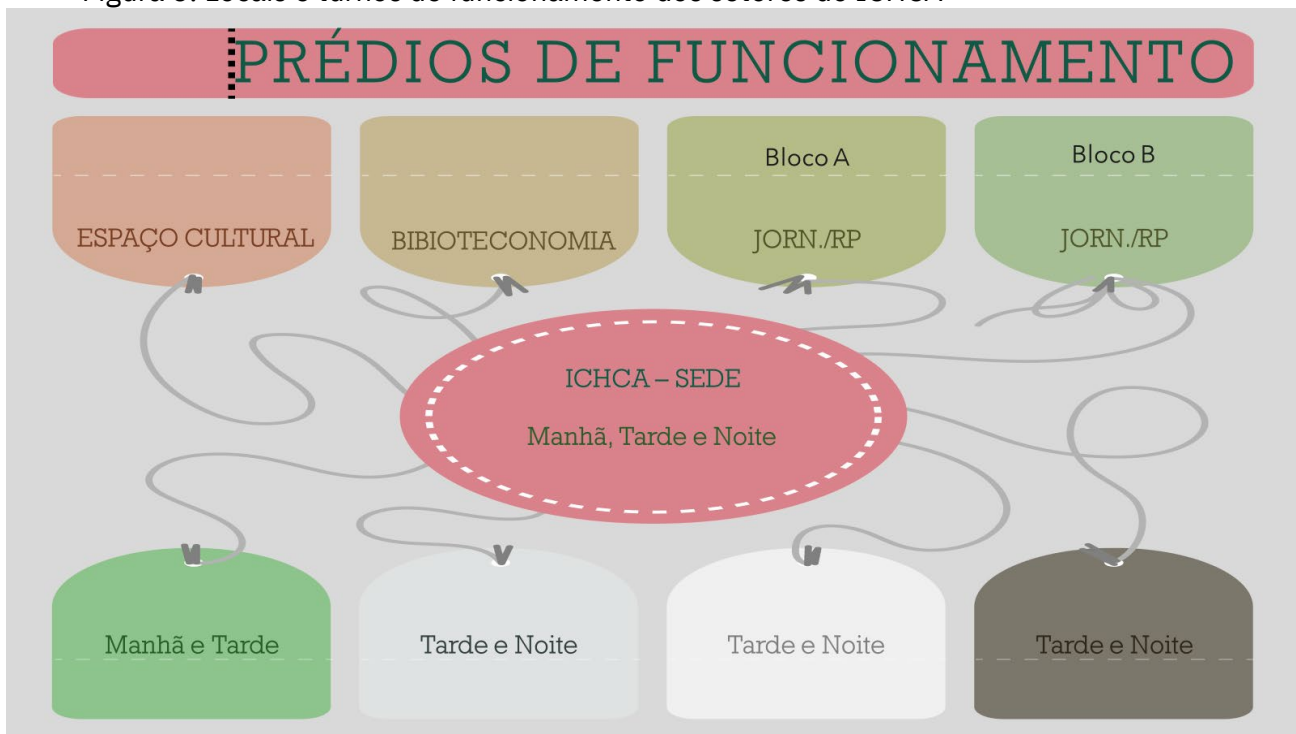 PRÉDIOS DE FUNCIONAMENTO
Bloco A
Bloco B
ESPAÇO CULTURAL
BIBIOTECONOMIA
JORN./RP
JORN./RP
ICHCA – SEDE
Manhã, Tarde e Noite
Manhã e Tarde
Tarde e Noite
Tarde e Noite
Tarde e Noite